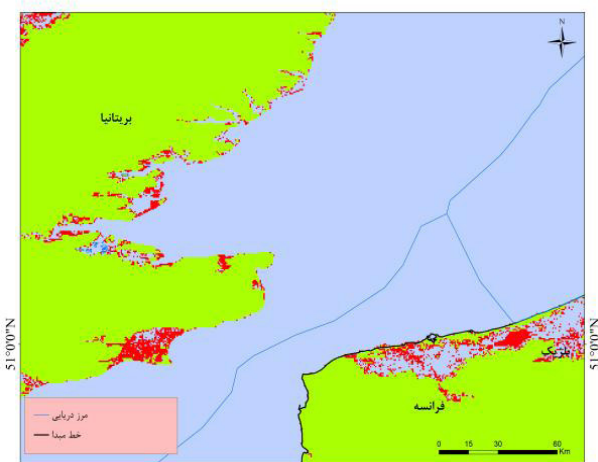 N
بریتانیا
51°0'0"N
51°0'0"N
بلژیک
فرانسه
مرز دریایی
خط مبدا
0 15 30 60
Km